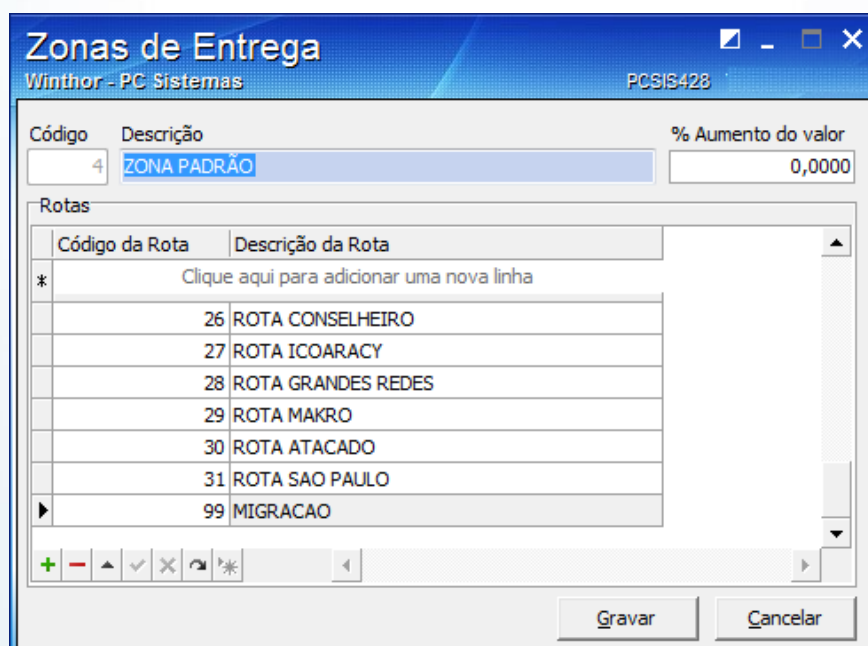 Zonas de Entrega
Winthor - PC Sistemas PCSIS428
Código Descrição % Aumento do valor
4 ZONA PADRÃO 0,0000
Rotas
Código da Rota Descrição da Rota
Clique aqui para adicionar uma nova linha
26 ROTA CONSELHEIRO
27 ROTA ICOARACY
28 ROTA GRANDES REDES
29 ROTA MAKRO
30 ROTA ATACADO
31 ROTA SAO PAULO
99 MIGRACAO
Gravar Cancelar